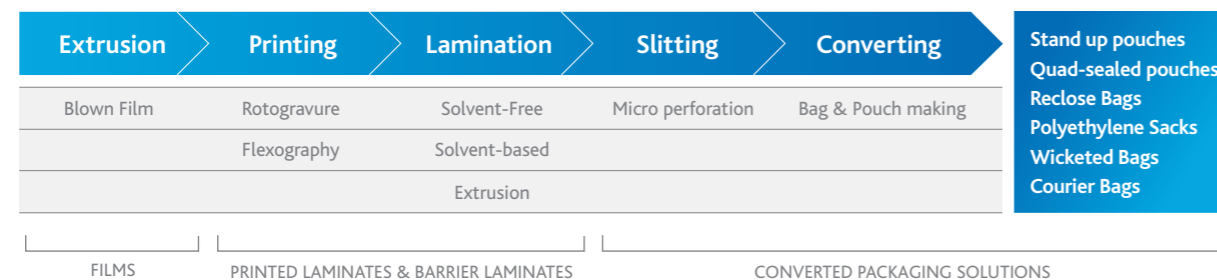 Extrusion Printing Lamination Slitting Converting
Blown Film Rotogravure Solvent-Free Micro perforation Bag & Pouch making
Flexography Solvent-based
Extrusion
Stand up pouches
Quad-sealed pouches
Reclose Bags
Polyethylene Sacks
Wicketed Bags
Courier Bags
FILMS PRINTED LAMINATES & BARRIER LAMINATES CONVERTED PACKAGING SOLUTIONS